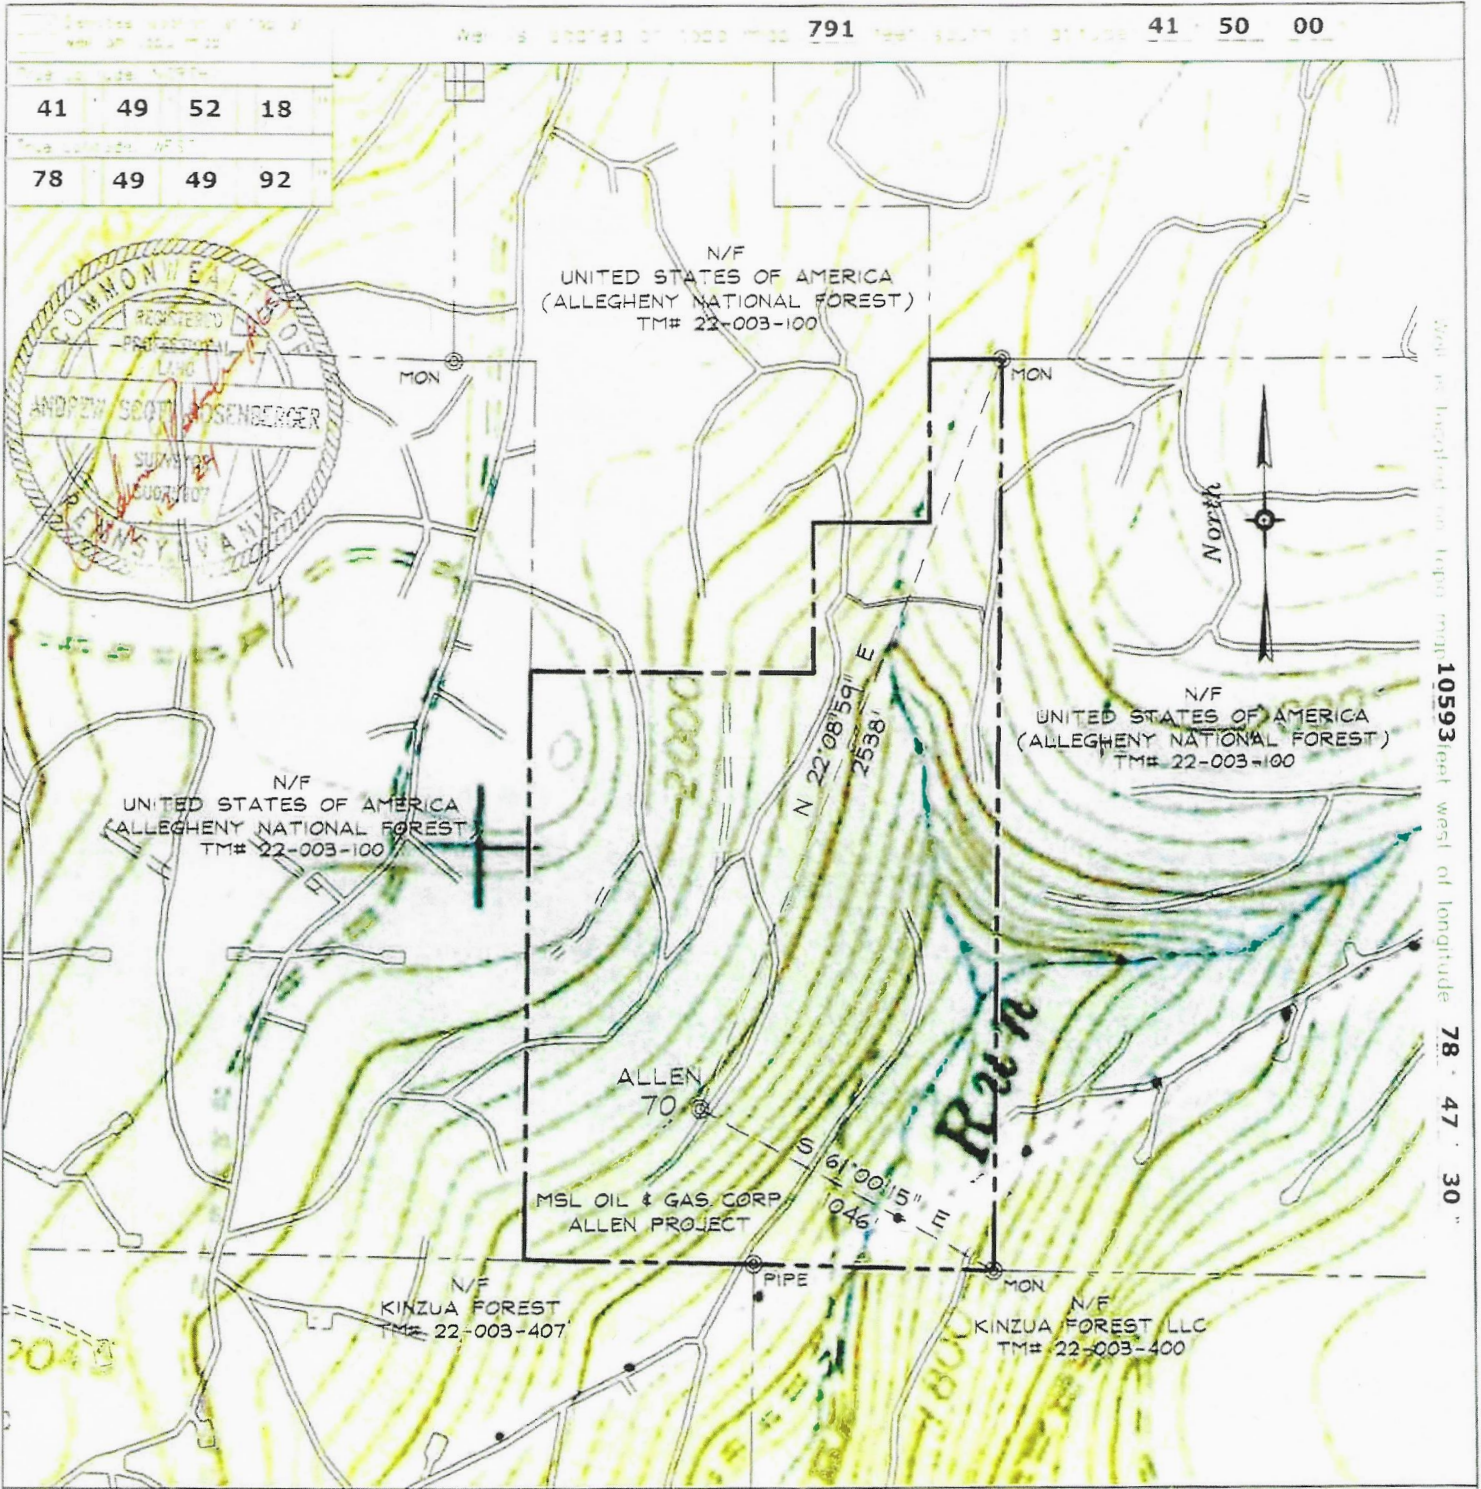 791 41 50 00
41 49 52 18
78 49 49 92
COMMONWEALTH OF
REGISTERED
PROFESSIONAL
LAND
ANDREW SCOTT ROSENBERGER
SURVEYOR
PENNSYLVANIA
N/F
UNITED STATES OF AMERICA
(ALLEGHENY NATIONAL FOREST)
TM# 22-003-100
MON
MON
North
10593 feet west of longitude 78 ° 47 ' 30 "
N 22°08'59" E
2538'
2000
N/F
UNITED STATES OF AMERICA
(ALLEGHENY NATIONAL FOREST)
TM# 22-003-100
N/F
UNITED STATES OF AMERICA
(ALLEGHENY NATIONAL FOREST)
TM# 22-003-100
Run
ALLEN
70
S 61°00'15" E
1046'
MSL OIL & GAS CORP
ALLEN PROJECT
PIPE
MON
N/F
KINZUA FOREST
TM# 22-003-407
N/F
KINZUA FOREST LLC
TM# 22-003-400
1800